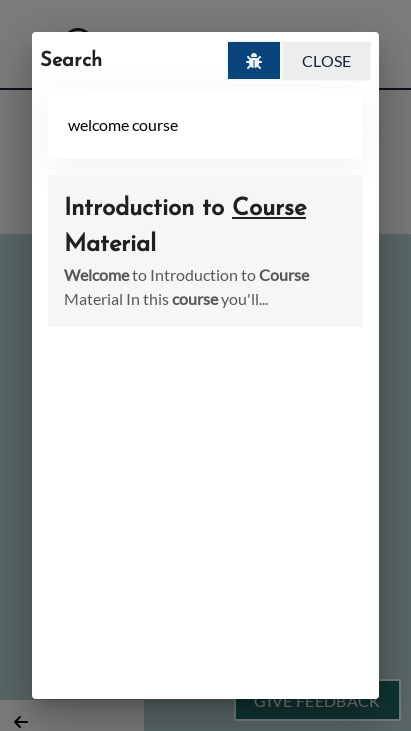 Search
CLOSE
welcome course
Introduction to Course
Material
Welcome to Introduction to Course
Material In this course you'll...
GIVE FEEDBACK